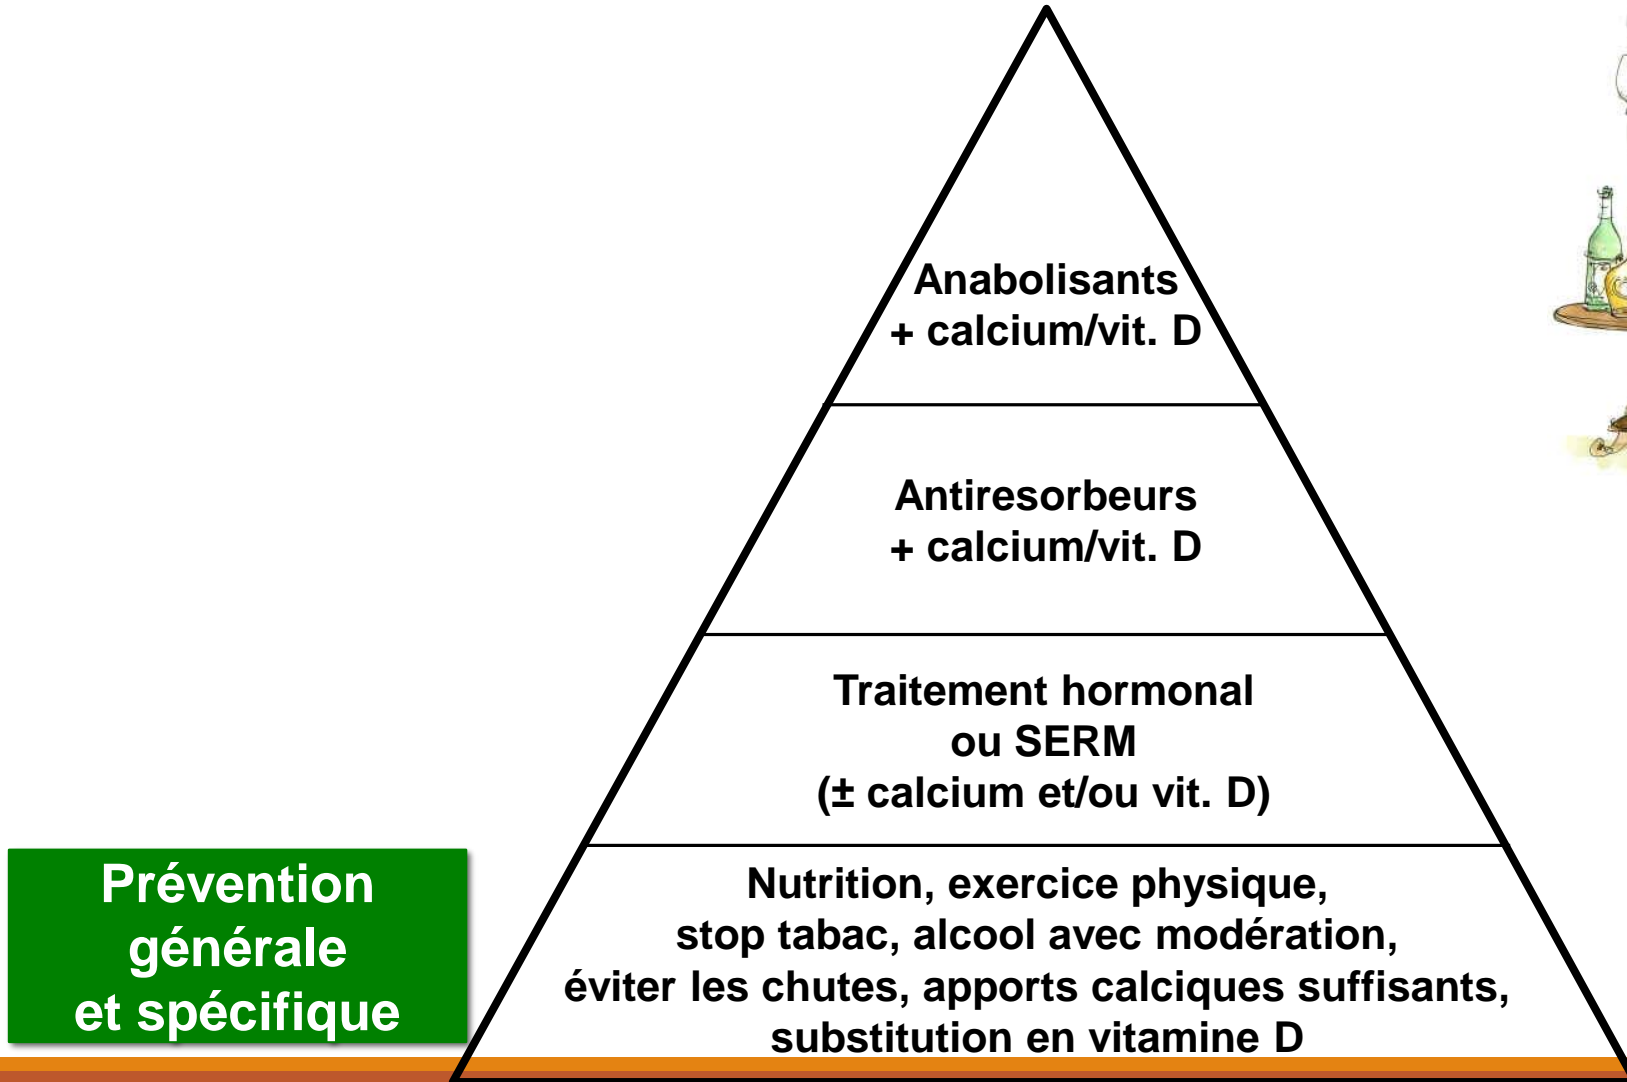 Anabolisants
+ calcium/vit. D
Antiresorbeurs
+ calcium/vit. D
Traitement hormonal
ou SERM
(± calcium et/ou vit. D)
Prévention
générale
et spécifique
Nutrition, exercice physique,
stop tabac, alcool avec modération,
éviter les chutes, apports calciques suffisants,
substitution en vitamine D